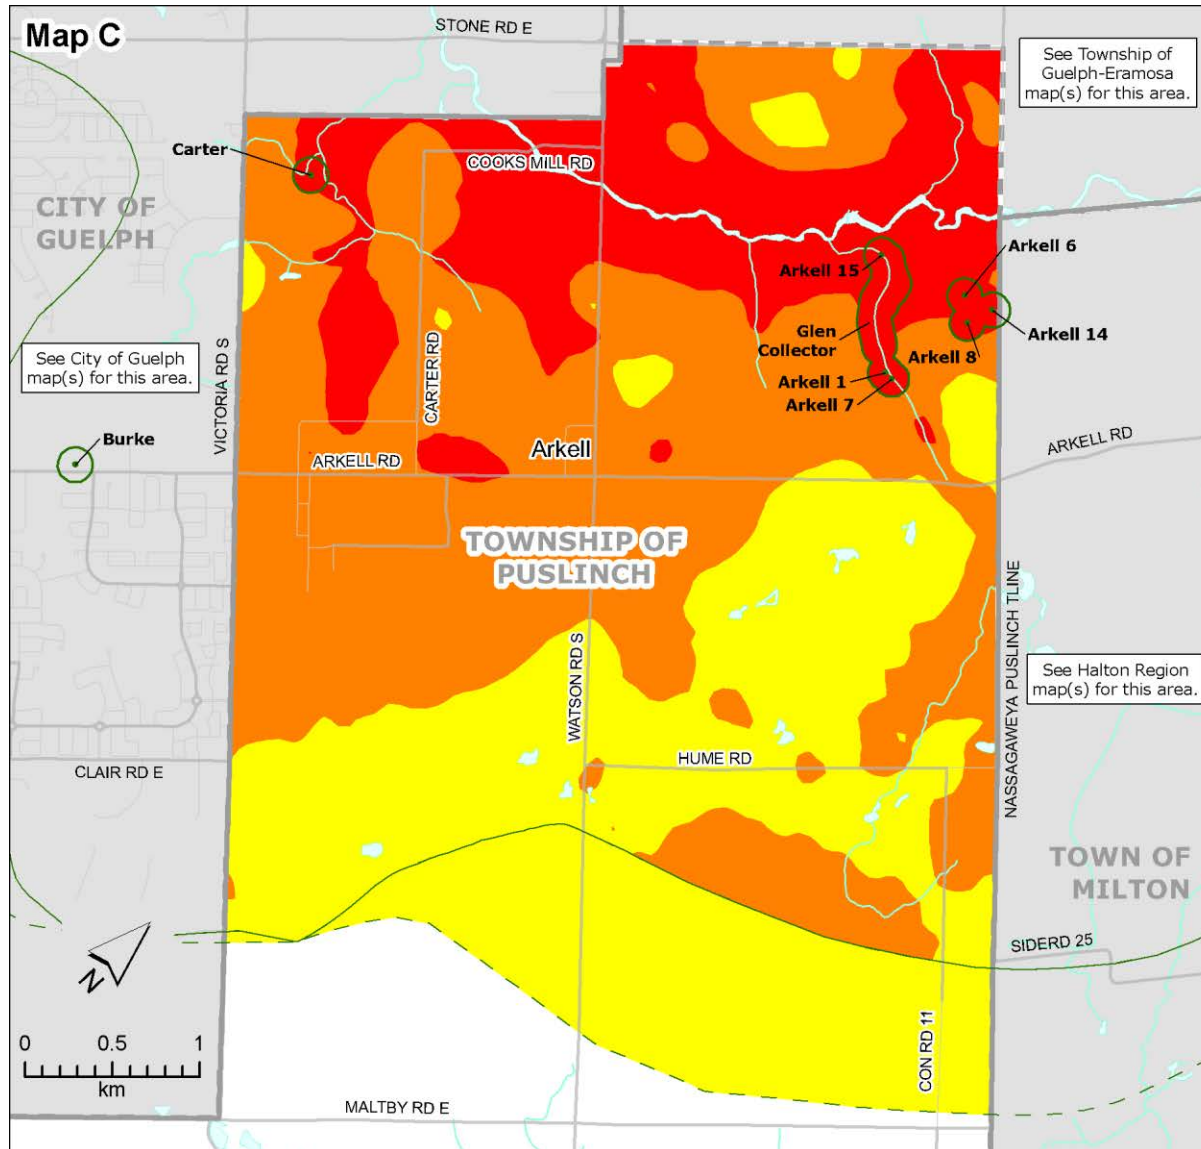 Map C
STONE RD E
See Township of
Guelph-Eramosa
map(s) for this area.
Carter
COOKS MILL RD
CITY OF
GUELPH
Arkell 6
Arkell 15
Arkell 14
Glen
Collector
Arkell 8
See City of Guelph
map(s) for this area.
VICTORIA RD S
CARTER RD
Arkell 1
Arkell 7
Burke
ARKELL RD
Arkell
ARKELL RD
TOWNSHIP OF
PUSLINCH
NASSAGAWEYA PUSLINCH TLINE
WATSON RD S
See Halton Region
map(s) for this area.
HUME RD
CLAIR RD E
TOWN OF
MILTON
SIDERD 25
N
0 0.5 1
km
CON RD 11
MALTBY RD E